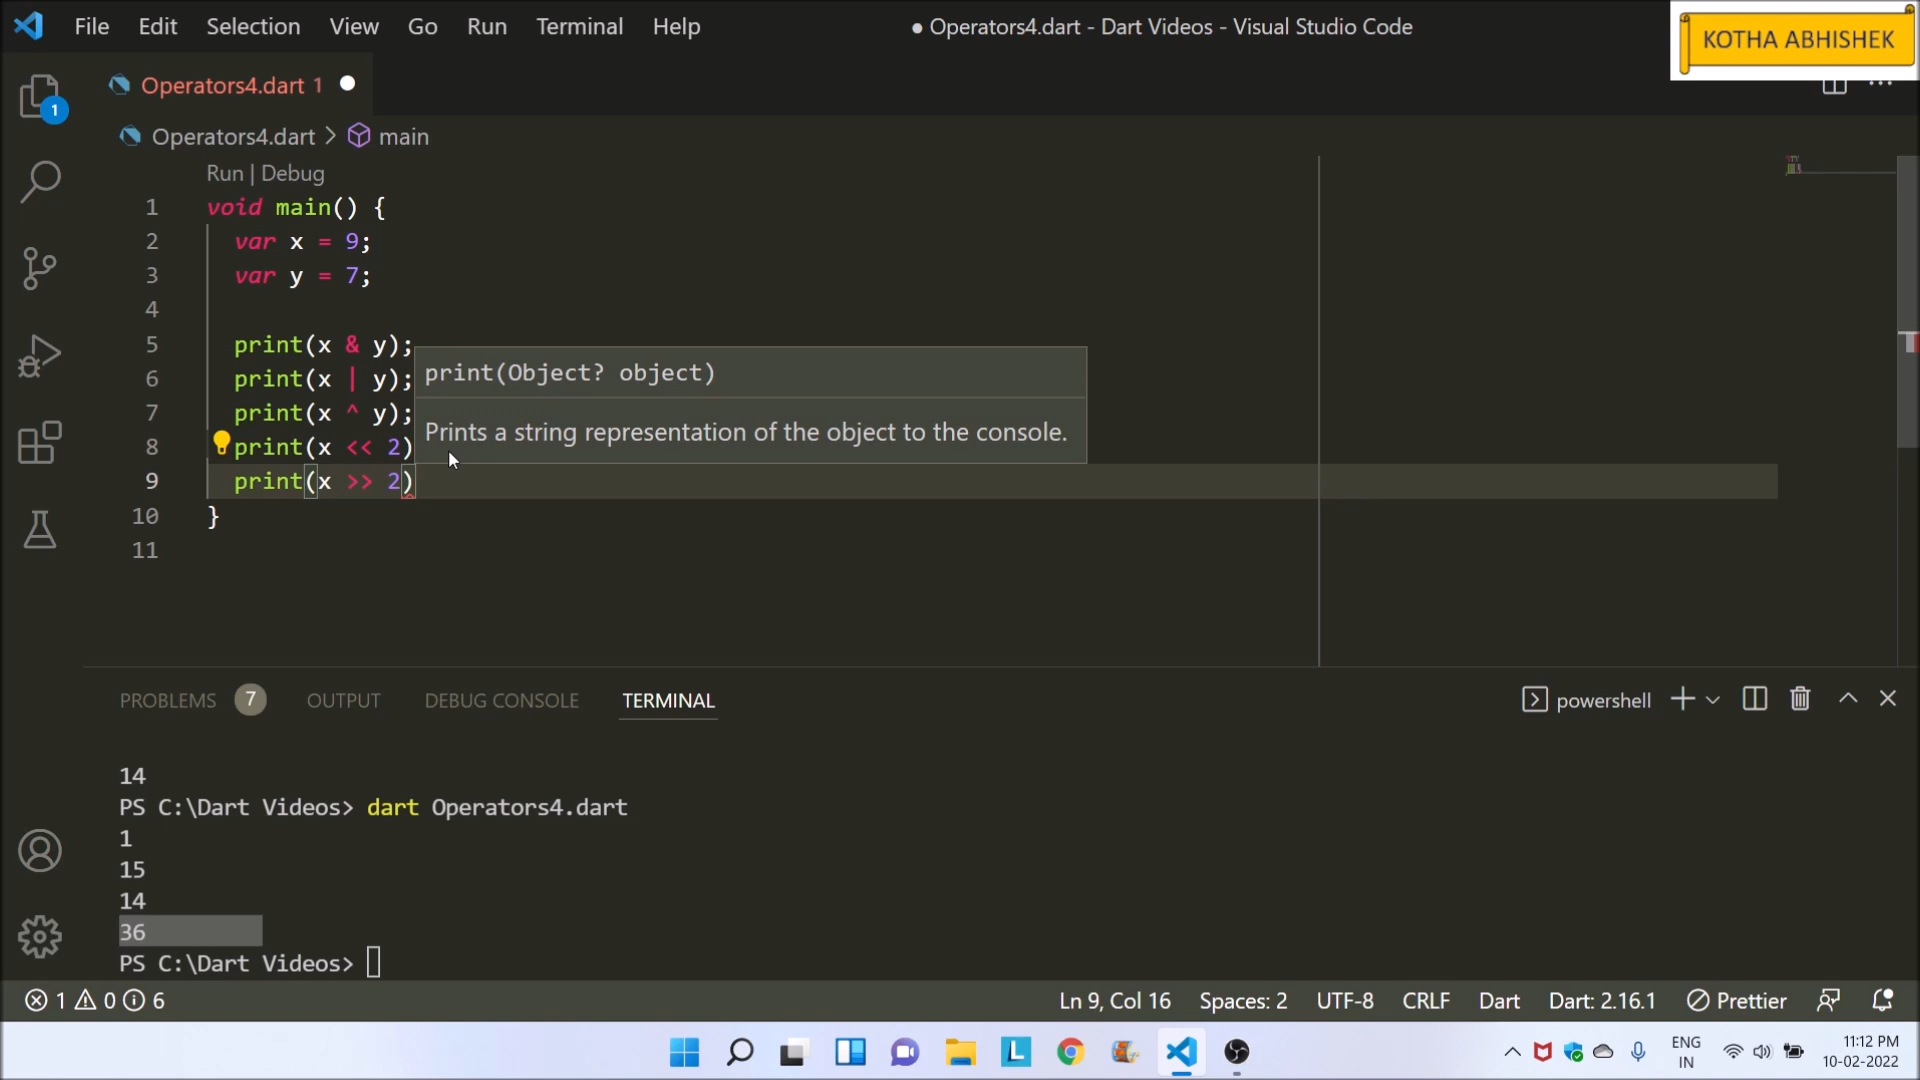 File Edit Selection View Go Run Terminal Help
● Operators4.dart - Dart Videos - Visual Studio Code
KOTHA ABHISHEK
1
Operators4.dart 1
Operators4.dart > main
Run | Debug
1 void main() {
2 var x = 9;
3 var y = 7;
4
5 print(x & y);
6 print(x | y);
7 print(x ^ y);
8 print(x << 2)
9 print(x >> 2)
10 }
11
print(Object? object)
Prints a string representation of the object to the console.
PROBLEMS 7 OUTPUT DEBUG CONSOLE TERMINAL
powershell
14
PS C:\Dart Videos> dart Operators4.dart
1
15
14
36
PS C:\Dart Videos>
1 0 6
Ln 9, Col 16 Spaces: 2 UTF-8 CRLF Dart Dart: 2.16.1 Prettier
L
ENG
IN
11:12 PM
10-02-2022